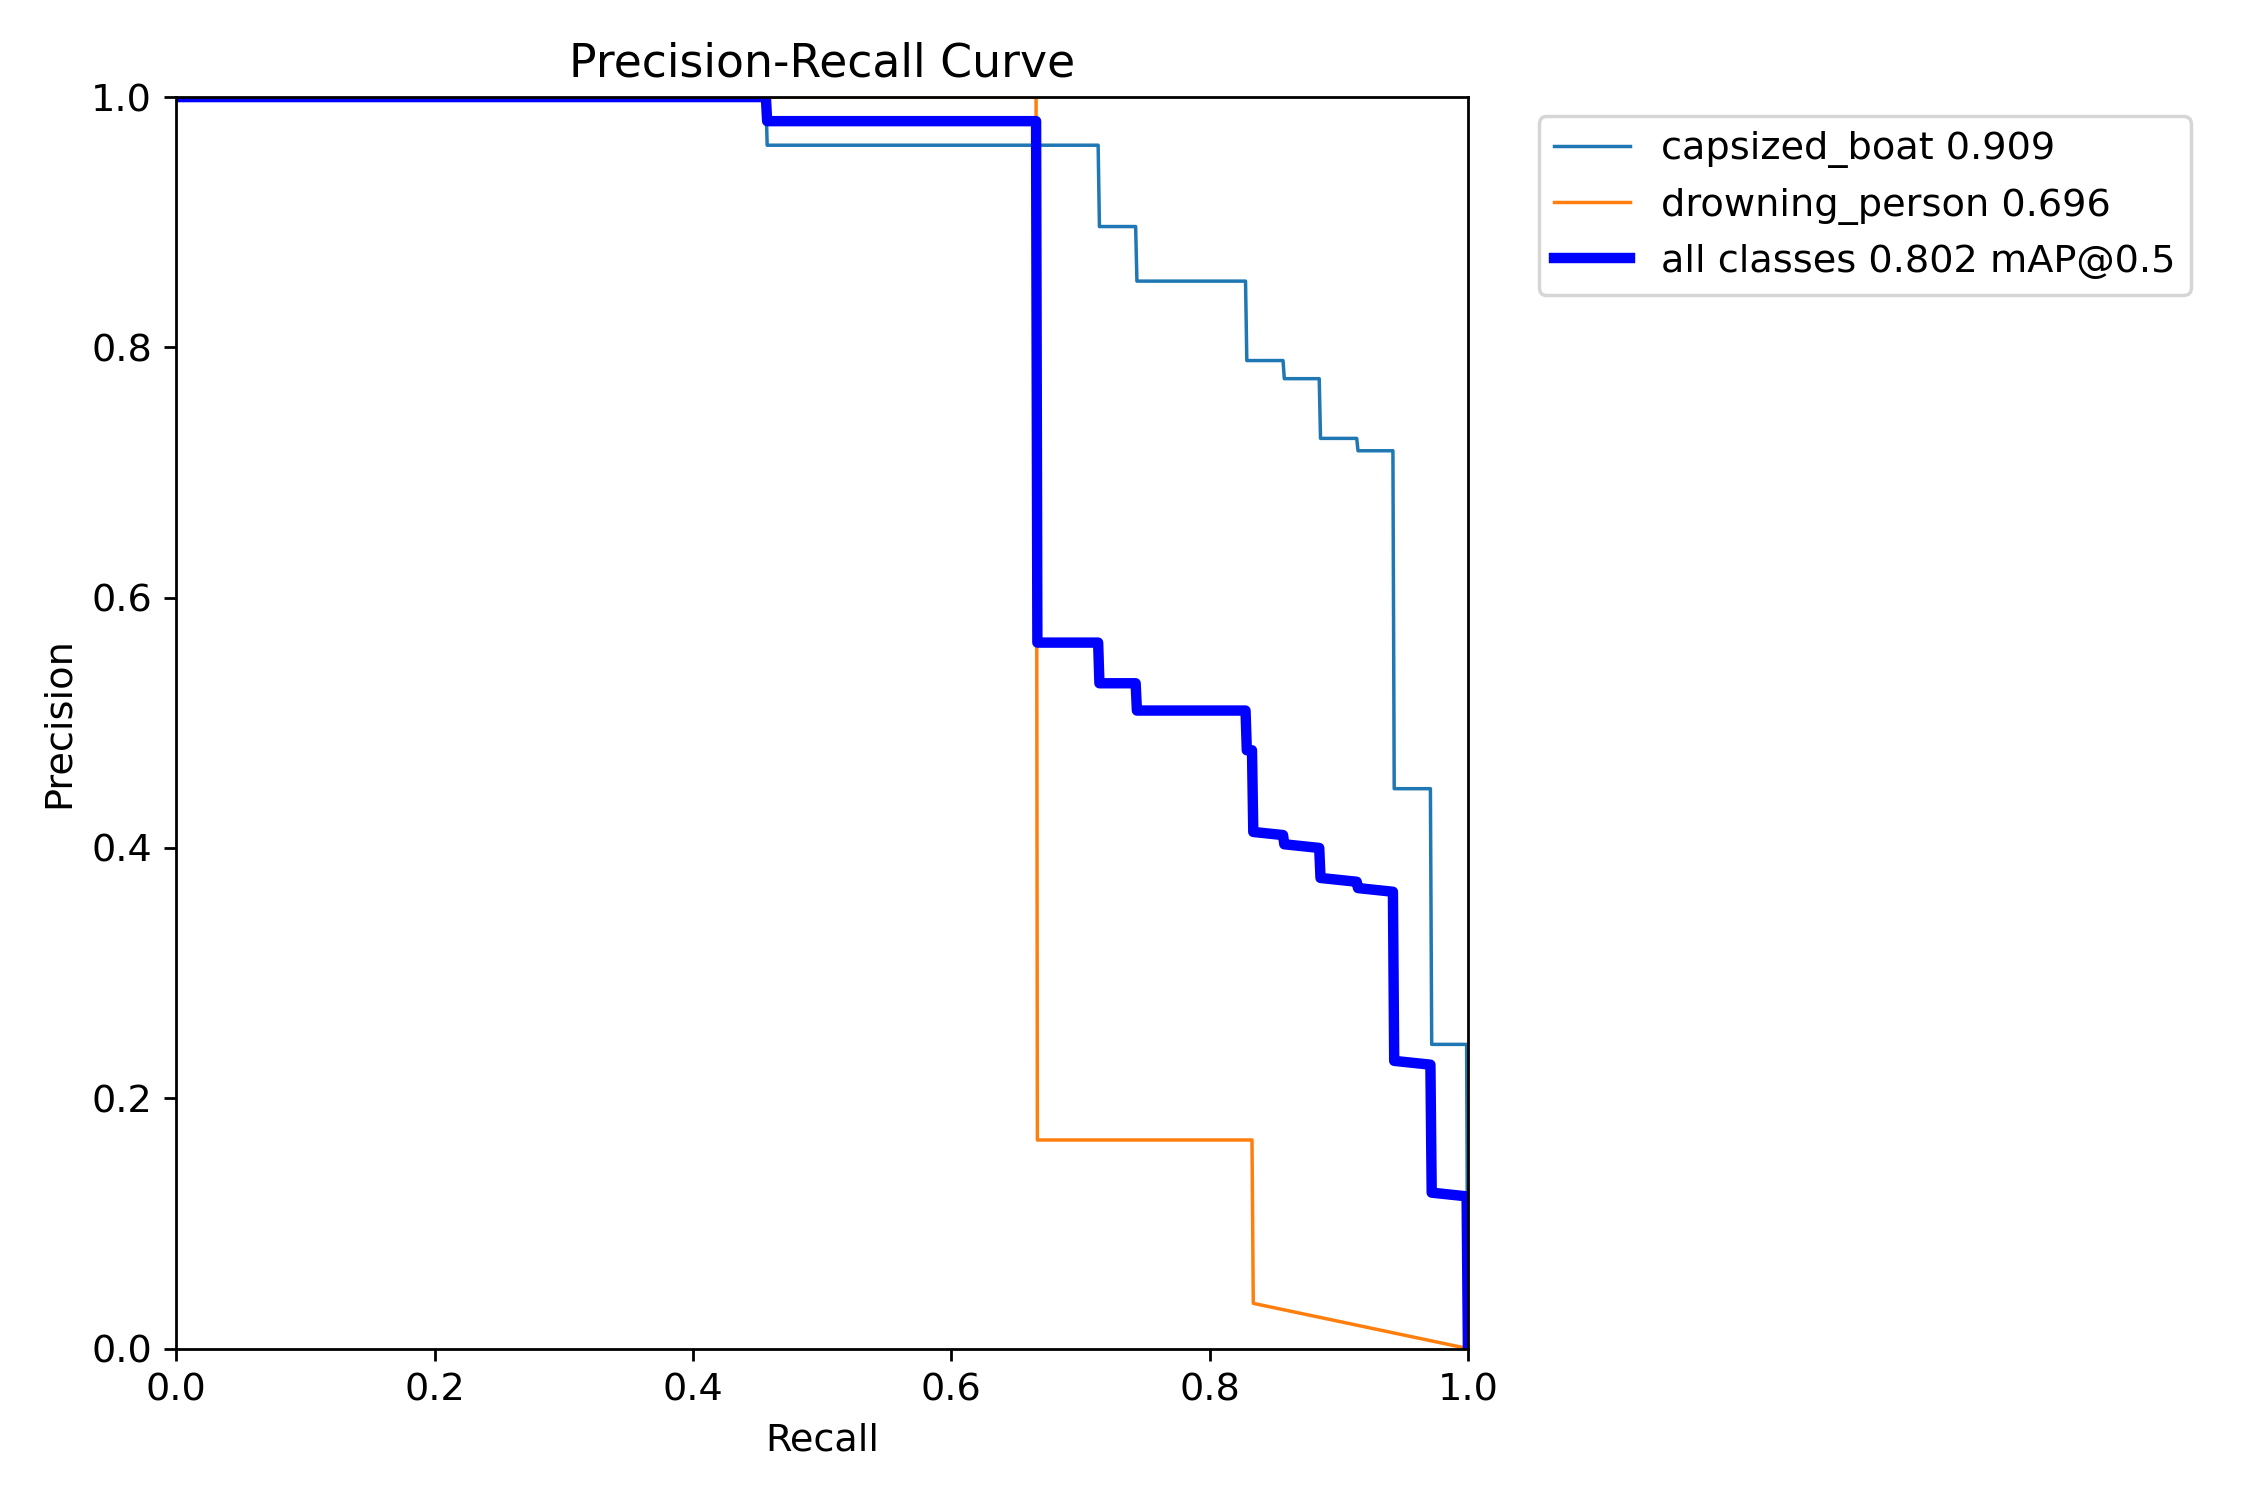 Precision-Recall Curve
1.0
0.8
0.6
0.4
0.2
0.0
Precision
0.0 0.2 0.4 0.6 0.8 1.0
Recall
capsized_boat 0.909
drowning_person 0.696
all classes 0.802 mAP@0.5